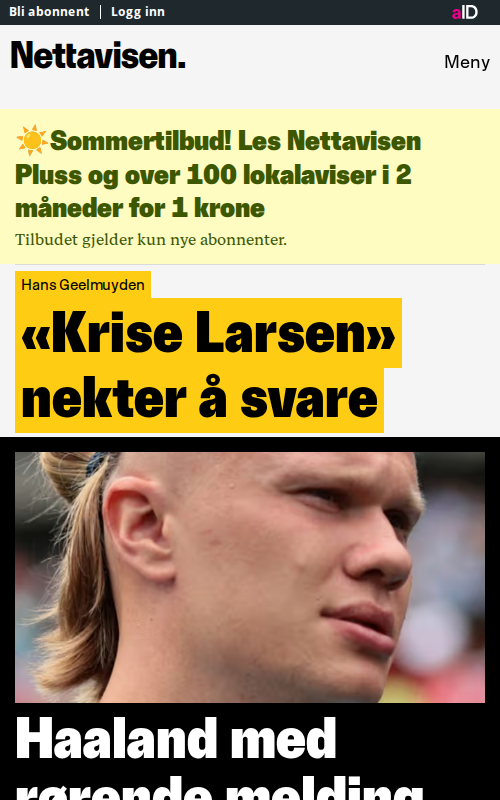 Bli abonnent | Logg inn
aID
Nettavisen.
Meny
☀️Sommertilbud! Les Nettavisen
Pluss og over 100 lokalaviser i 2
måneder for 1 krone
Tilbudet gjelder kun nye abonnenter.
Hans Geelmuyden
«Krise Larsen»
nekter å svare
Haaland med
rørende melding